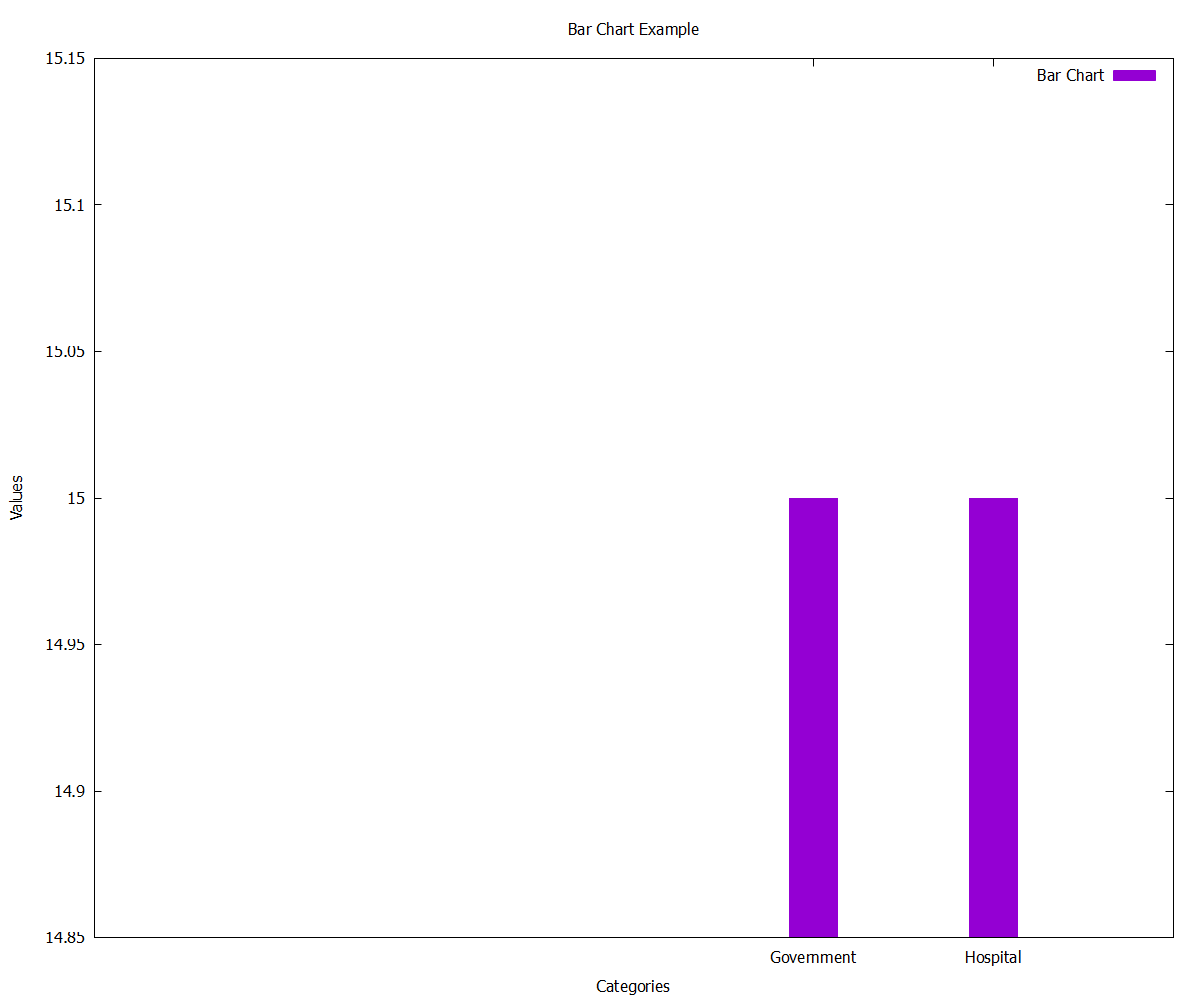 Bar Chart Example
Bar Chart
15.15
15.1
15.05
15
14.95
14.9
14.85
Values
Government Hospital
Categories